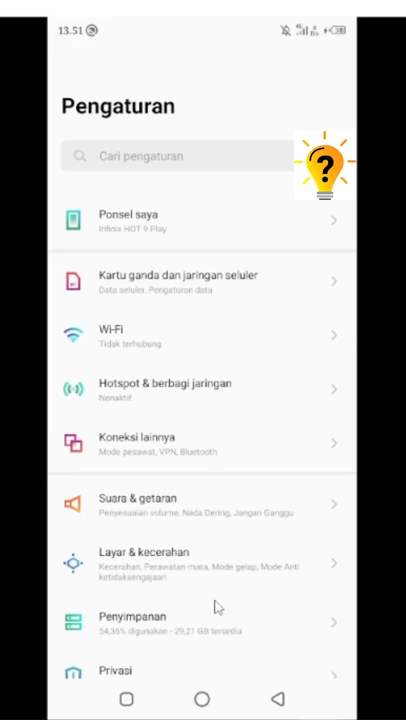 13.51
Pengaturan
Cari pengaturan
?
Ponsel saya
Infinix HOT 9 Play
Kartu ganda dan jaringan seluler
Data seluler, Pengaturan data
Wi-Fi
Tidak terhubung
Hotspot & berbagi jaringan
Nonaktif
Koneksi lainnya
Mode pesawat, VPN, Bluetooth
Suara & getaran
Penyesuaian volume, Nada Dering, Jangan Ganggu
Layar & kecerahan
Kecerahan, Perawatan mata, Mode gelap, Mode Anti
ketidaksengajaan
Penyimpanan
54,36% digunakan - 29,21 GB tersedia
Privasi